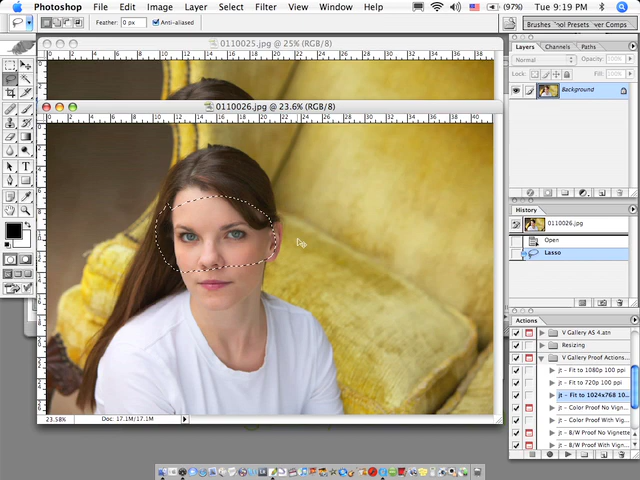 Photoshop File Edit Image Layer Select Filter View Window Help (97%) Tue 9:19 PM
Feather: 0 px Anti-aliased Brushes Tool Presets Layer Comps
0110025.jpg @ 25% (RGB/8)
0110026.jpg @ 23.6% (RGB/8)
Layers Channels Paths
Normal Opacity: 100%
Lock: Fill: 100%
Background
History
0110026.jpg
Open
Lasso
Actions
V Gallery AS 4.atn
Resizing
V Gallery Proof Actions...
jt - Fit to 1080p 100 ppi
jt - Fit to 720p 100 ppi
jt - Fit to 1024x768 10...
jt - Color Proof No Vignette
jt - Color Proof With Vig...
jt - B/W Proof No Vignett...
jt - B/W Proof With Vign...
23.58% Doc: 17.1M/17.1M